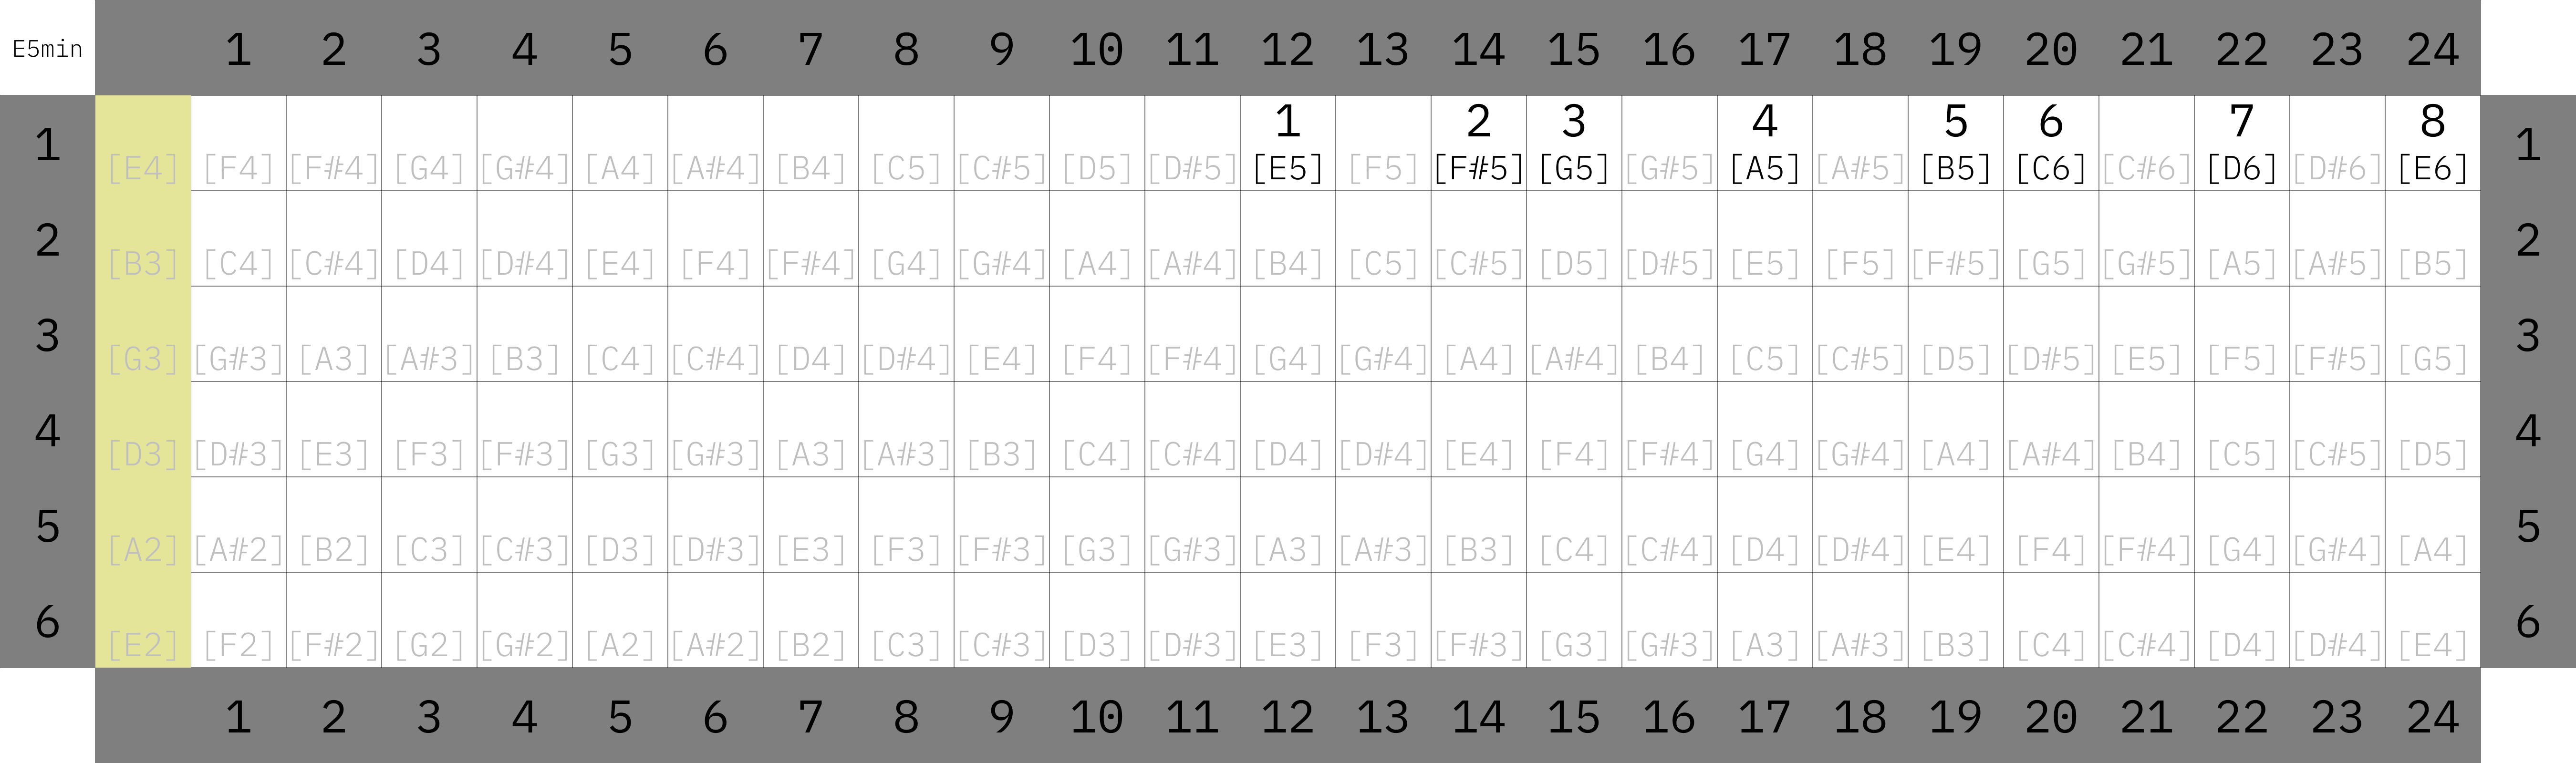 E5min 1 2 3 4 5 6 7 8 9 10 11 12 13 14 15 16 17 18 19 20 21 22 23 24
1 2 3 4 5 6 7 8
1 [E4] [F4] [F#4] [G4] [G#4] [A4] [A#4] [B4] [C5] [C#5] [D5] [D#5] [E5] [F5] [F#5] [G5] [G#5] [A5] [A#5] [B5] [C6] [C#6] [D6] [D#6] [E6] 1
2 [B3] [C4] [C#4] [D4] [D#4] [E4] [F4] [F#4] [G4] [G#4] [A4] [A#4] [B4] [C5] [C#5] [D5] [D#5] [E5] [F5] [F#5] [G5] [G#5] [A5] [A#5] [B5] 2
3 [G3] [G#3] [A3] [A#3] [B3] [C4] [C#4] [D4] [D#4] [E4] [F4] [F#4] [G4] [G#4] [A4] [A#4] [B4] [C5] [C#5] [D5] [D#5] [E5] [F5] [F#5] [G5] 3
4 [D3] [D#3] [E3] [F3] [F#3] [G3] [G#3] [A3] [A#3] [B3] [C4] [C#4] [D4] [D#4] [E4] [F4] [F#4] [G4] [G#4] [A4] [A#4] [B4] [C5] [C#5] [D5] 4
5 [A2] [A#2] [B2] [C3] [C#3] [D3] [D#3] [E3] [F3] [F#3] [G3] [G#3] [A3] [A#3] [B3] [C4] [C#4] [D4] [D#4] [E4] [F4] [F#4] [G4] [G#4] [A4] 5
6 [E2] [F2] [F#2] [G2] [G#2] [A2] [A#2] [B2] [C3] [C#3] [D3] [D#3] [E3] [F3] [F#3] [G3] [G#3] [A3] [A#3] [B3] [C4] [C#4] [D4] [D#4] [E4] 6
1 2 3 4 5 6 7 8 9 10 11 12 13 14 15 16 17 18 19 20 21 22 23 24